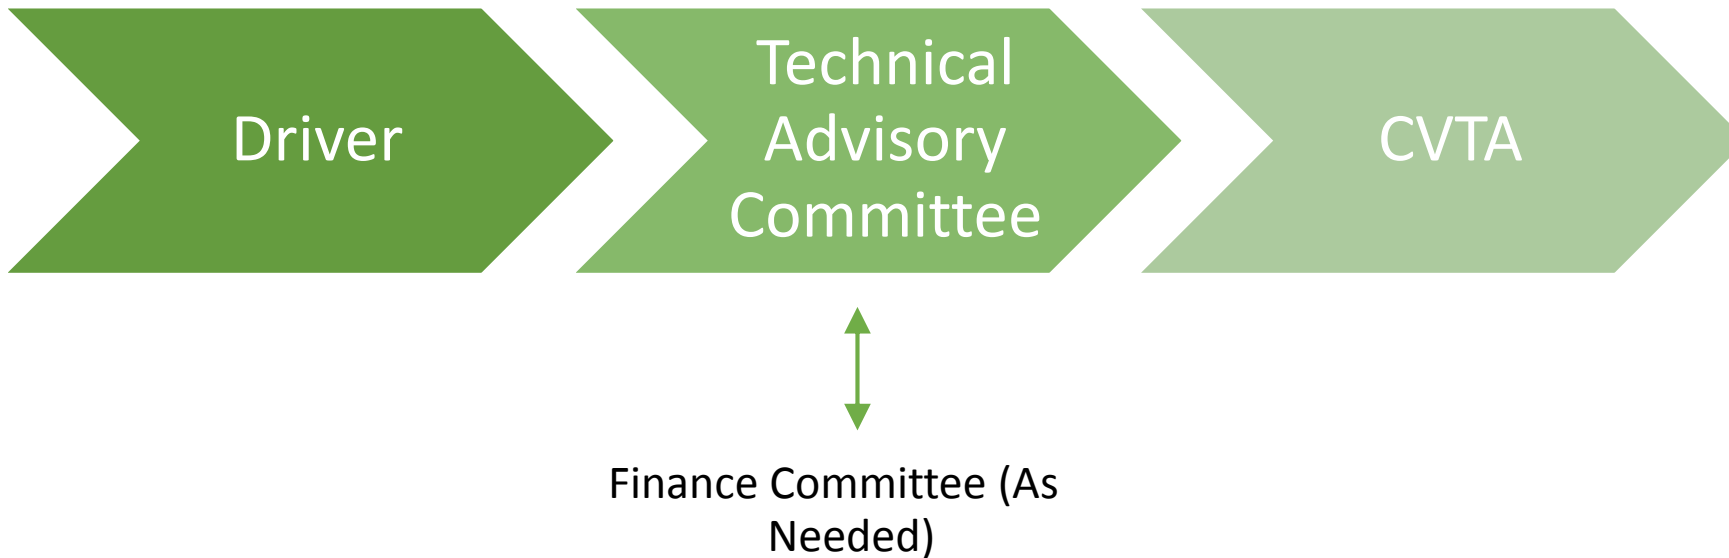 Driver
Technical
Advisory
Committee
CVTA
Finance Committee (As
Needed)